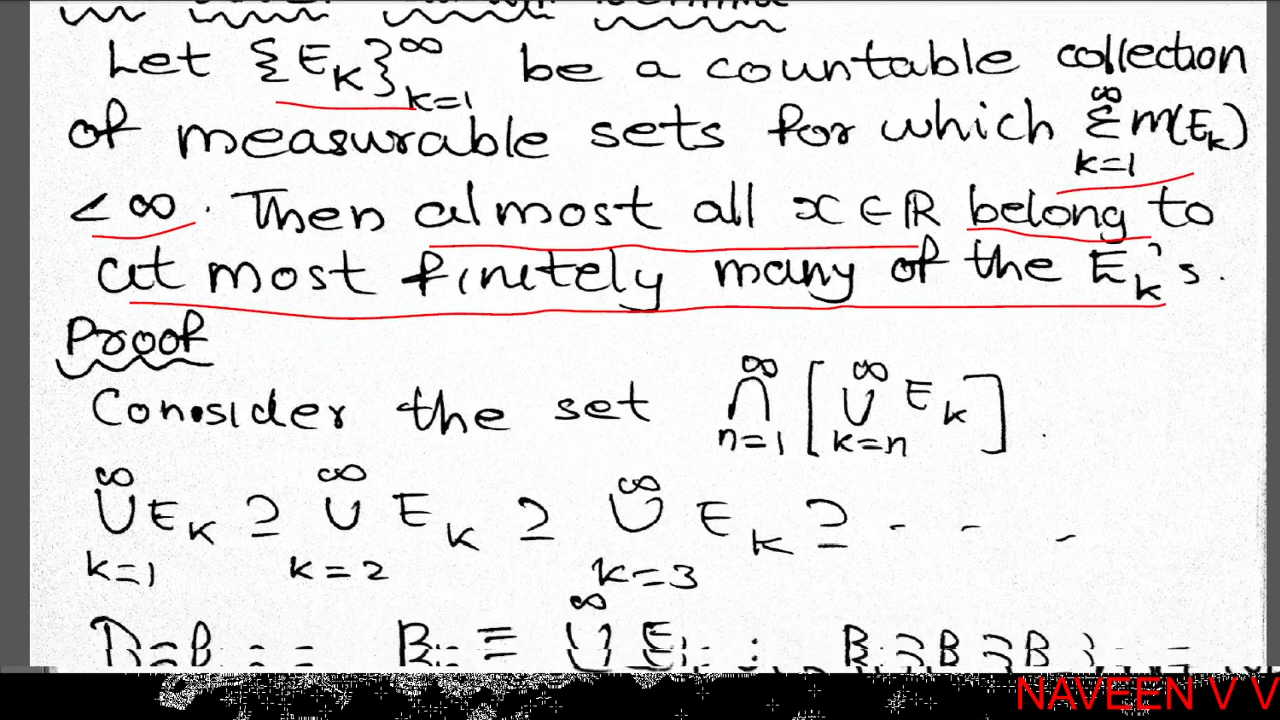 Let {E_k}_{k=1}^∞ be a countable collection
of measurable sets for which ∑_{k=1}^∞ m(E_k)
< ∞. Then almost all x ∈ ℝ belong to
at most finitely many of the E_k's.
Proof
Consider the set ⋂_{n=1}^∞ [⋃_{k=n}^∞ E_k].
⋃_{k=1}^∞ E_k ⊇ ⋃_{k=2}^∞ E_k ⊇ ⋃_{k=3}^∞ E_k ⊇ - - -
NAVEEN V V